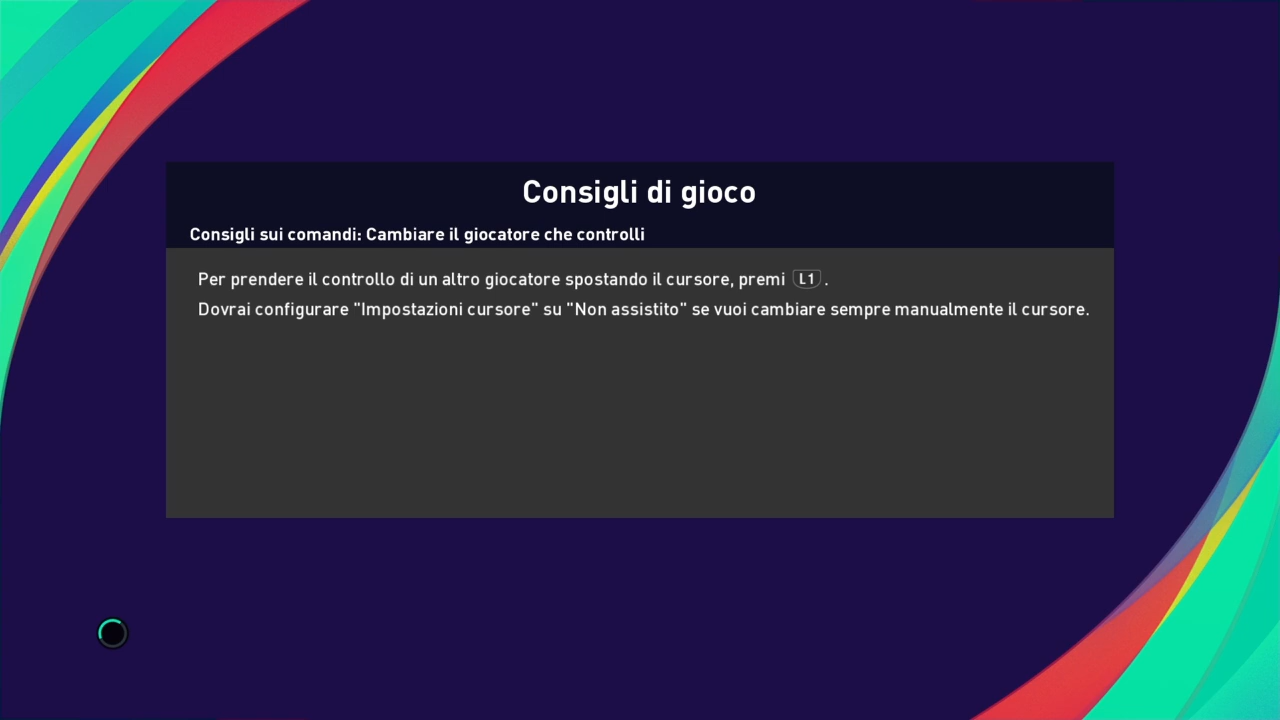 Consigli di gioco
Consigli sui comandi: Cambiare il giocatore che controlli
Per prendere il controllo di un altro giocatore spostando il cursore, premi L1 .
Dovrai configurare "Impostazioni cursore" su "Non assistito" se vuoi cambiare sempre manualmente il cursore.